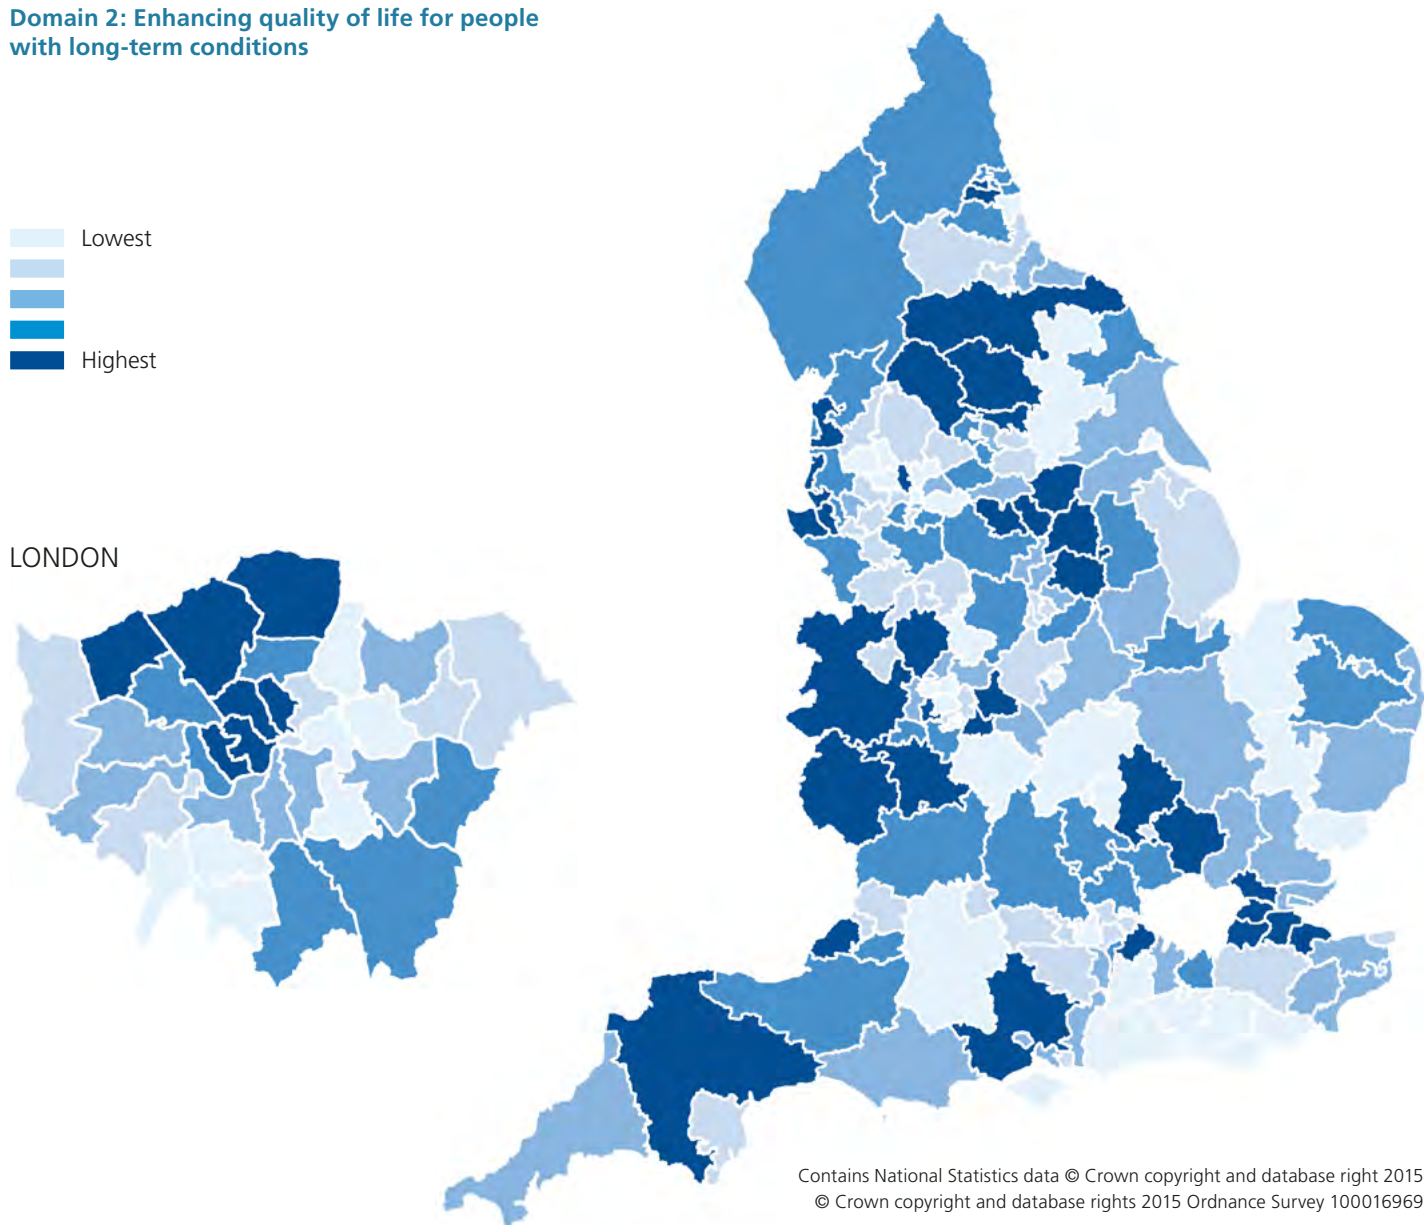 Domain 2: Enhancing quality of life for people
with long-term conditions
Lowest
Highest
LONDON
Contains National Statistics data © Crown copyright and database right 2015
© Crown copyright and database rights 2015 Ordnance Survey 100016969